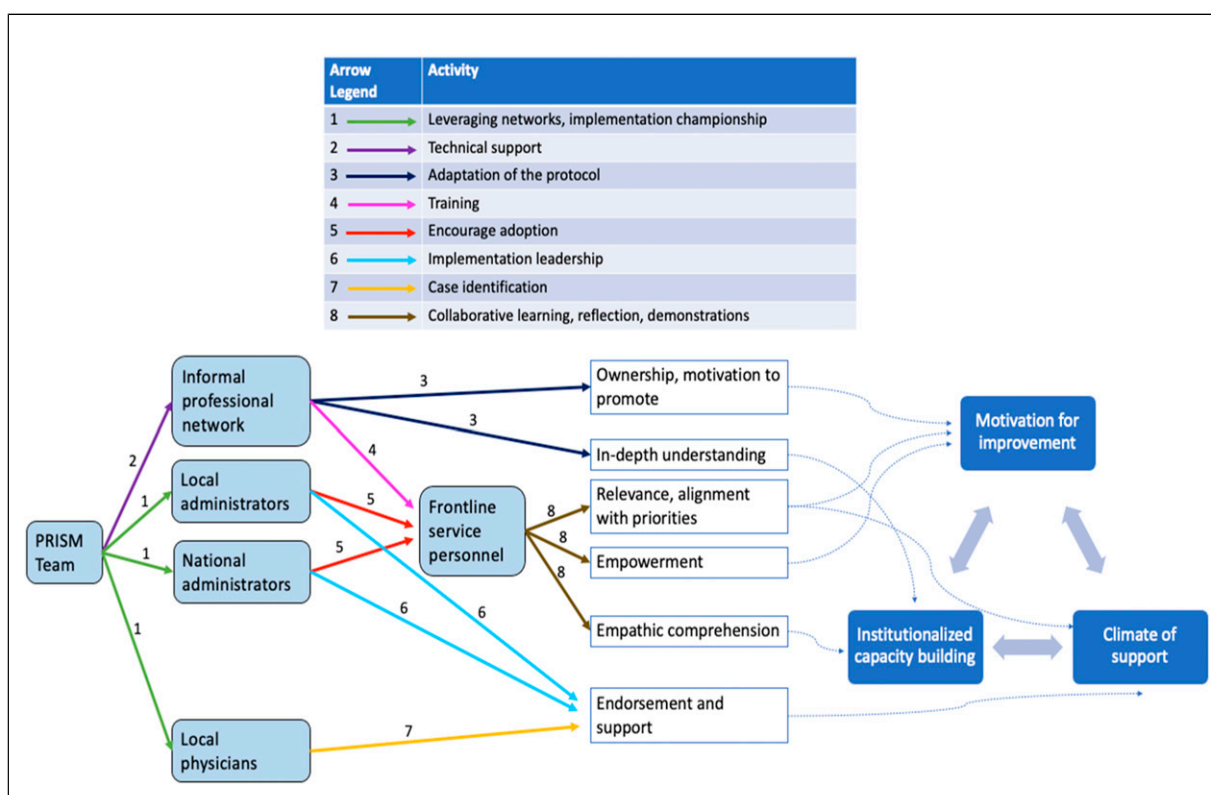 Arrow Legend Activity
1 Leveraging networks, implementation championship
2 Technical support
3 Adaptation of the protocol
4 Training
5 Encourage adoption
6 Implementation leadership
7 Case identification
8 Collaborative learning, reflection, demonstrations
PRISM
Team
2
1
1
1
Informal
professional
network
Local
administrators
National
administrators
Local
physicians
3
3
4
5
5
6
6
7
Frontline
service
personnel
8
8
8
Ownership, motivation to
promote
In-depth understanding
Relevance, alignment
with priorities
Empowerment
Empathic comprehension
Endorsement and
support
Motivation for
improvement
Institutionalized
capacity building
Climate of
support